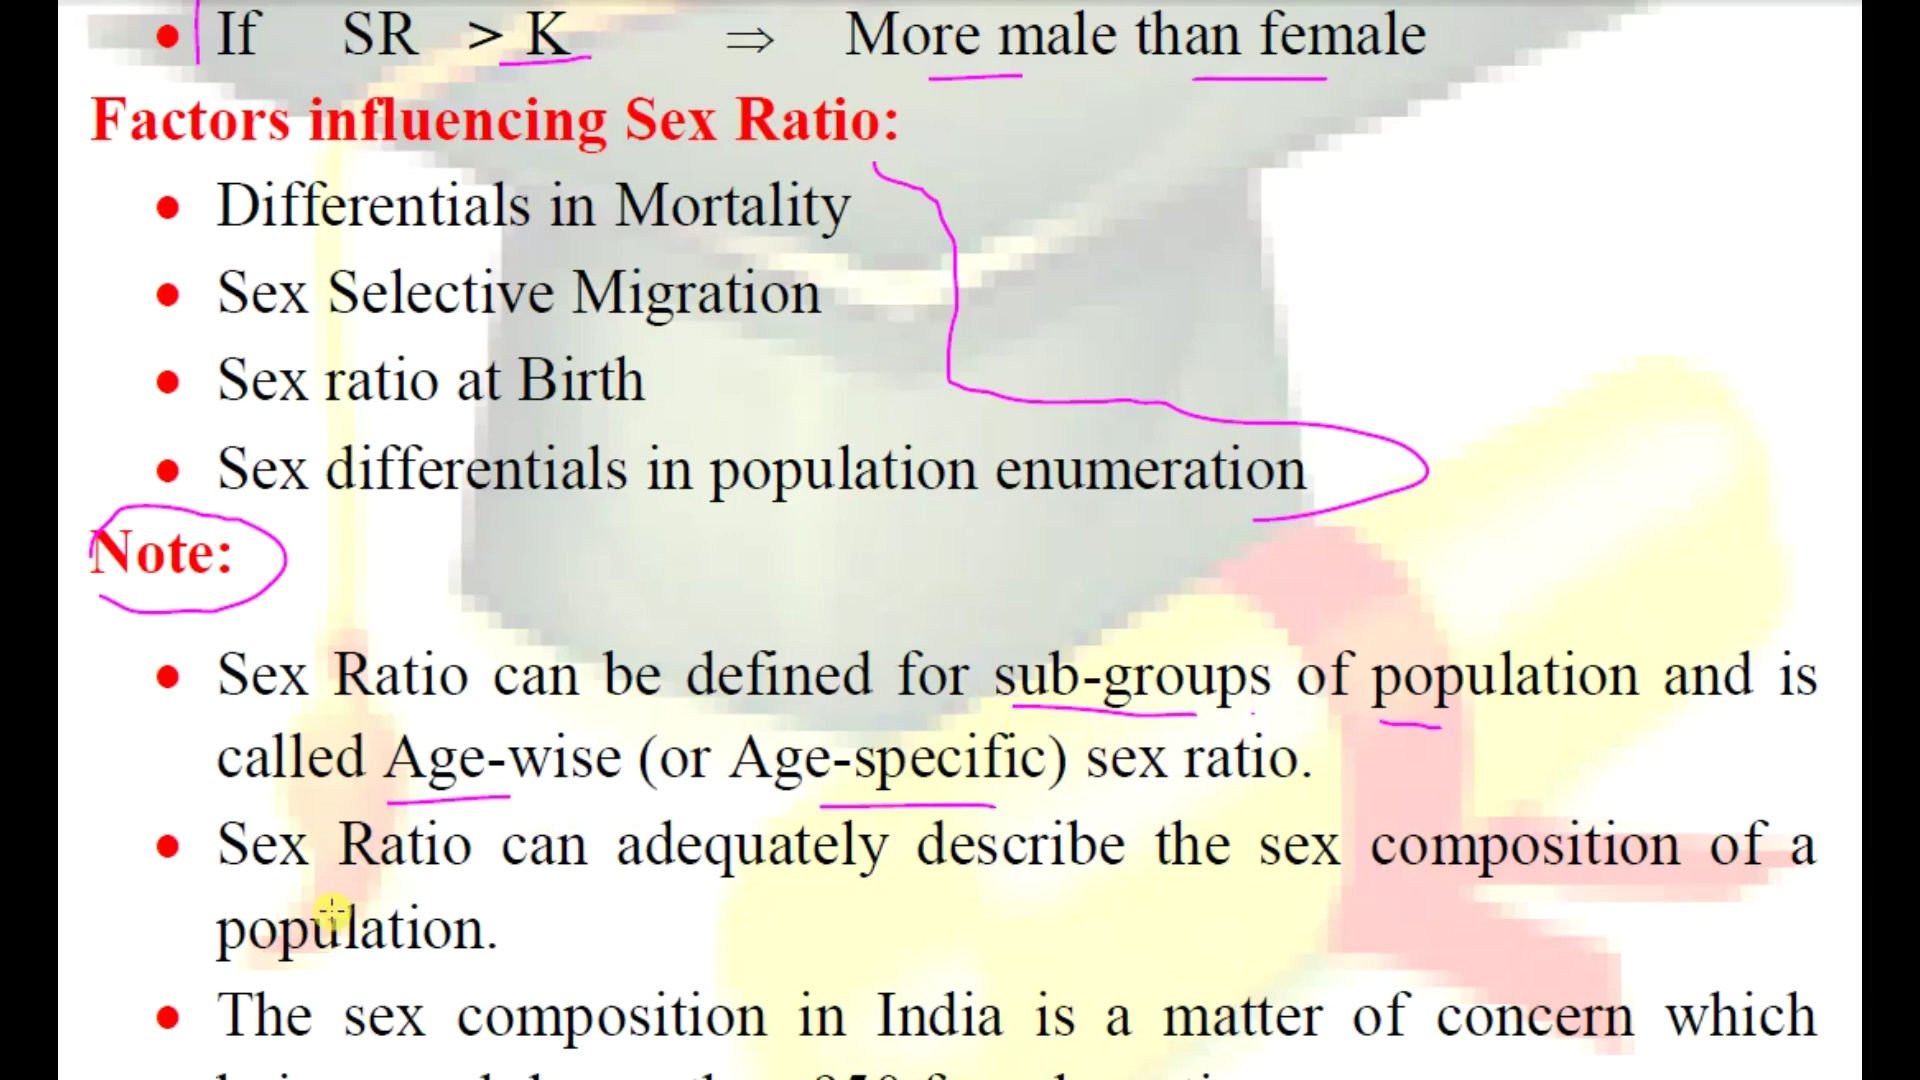 • If SR > K ⇒ More male than female
Factors influencing Sex Ratio:
• Differentials in Mortality
• Sex Selective Migration
• Sex ratio at Birth
• Sex differentials in population enumeration
Note:
• Sex Ratio can be defined for sub-groups of population and is
called Age-wise (or Age-specific) sex ratio.
• Sex Ratio can adequately describe the sex composition of a
population.
• The sex composition in India is a matter of concern which